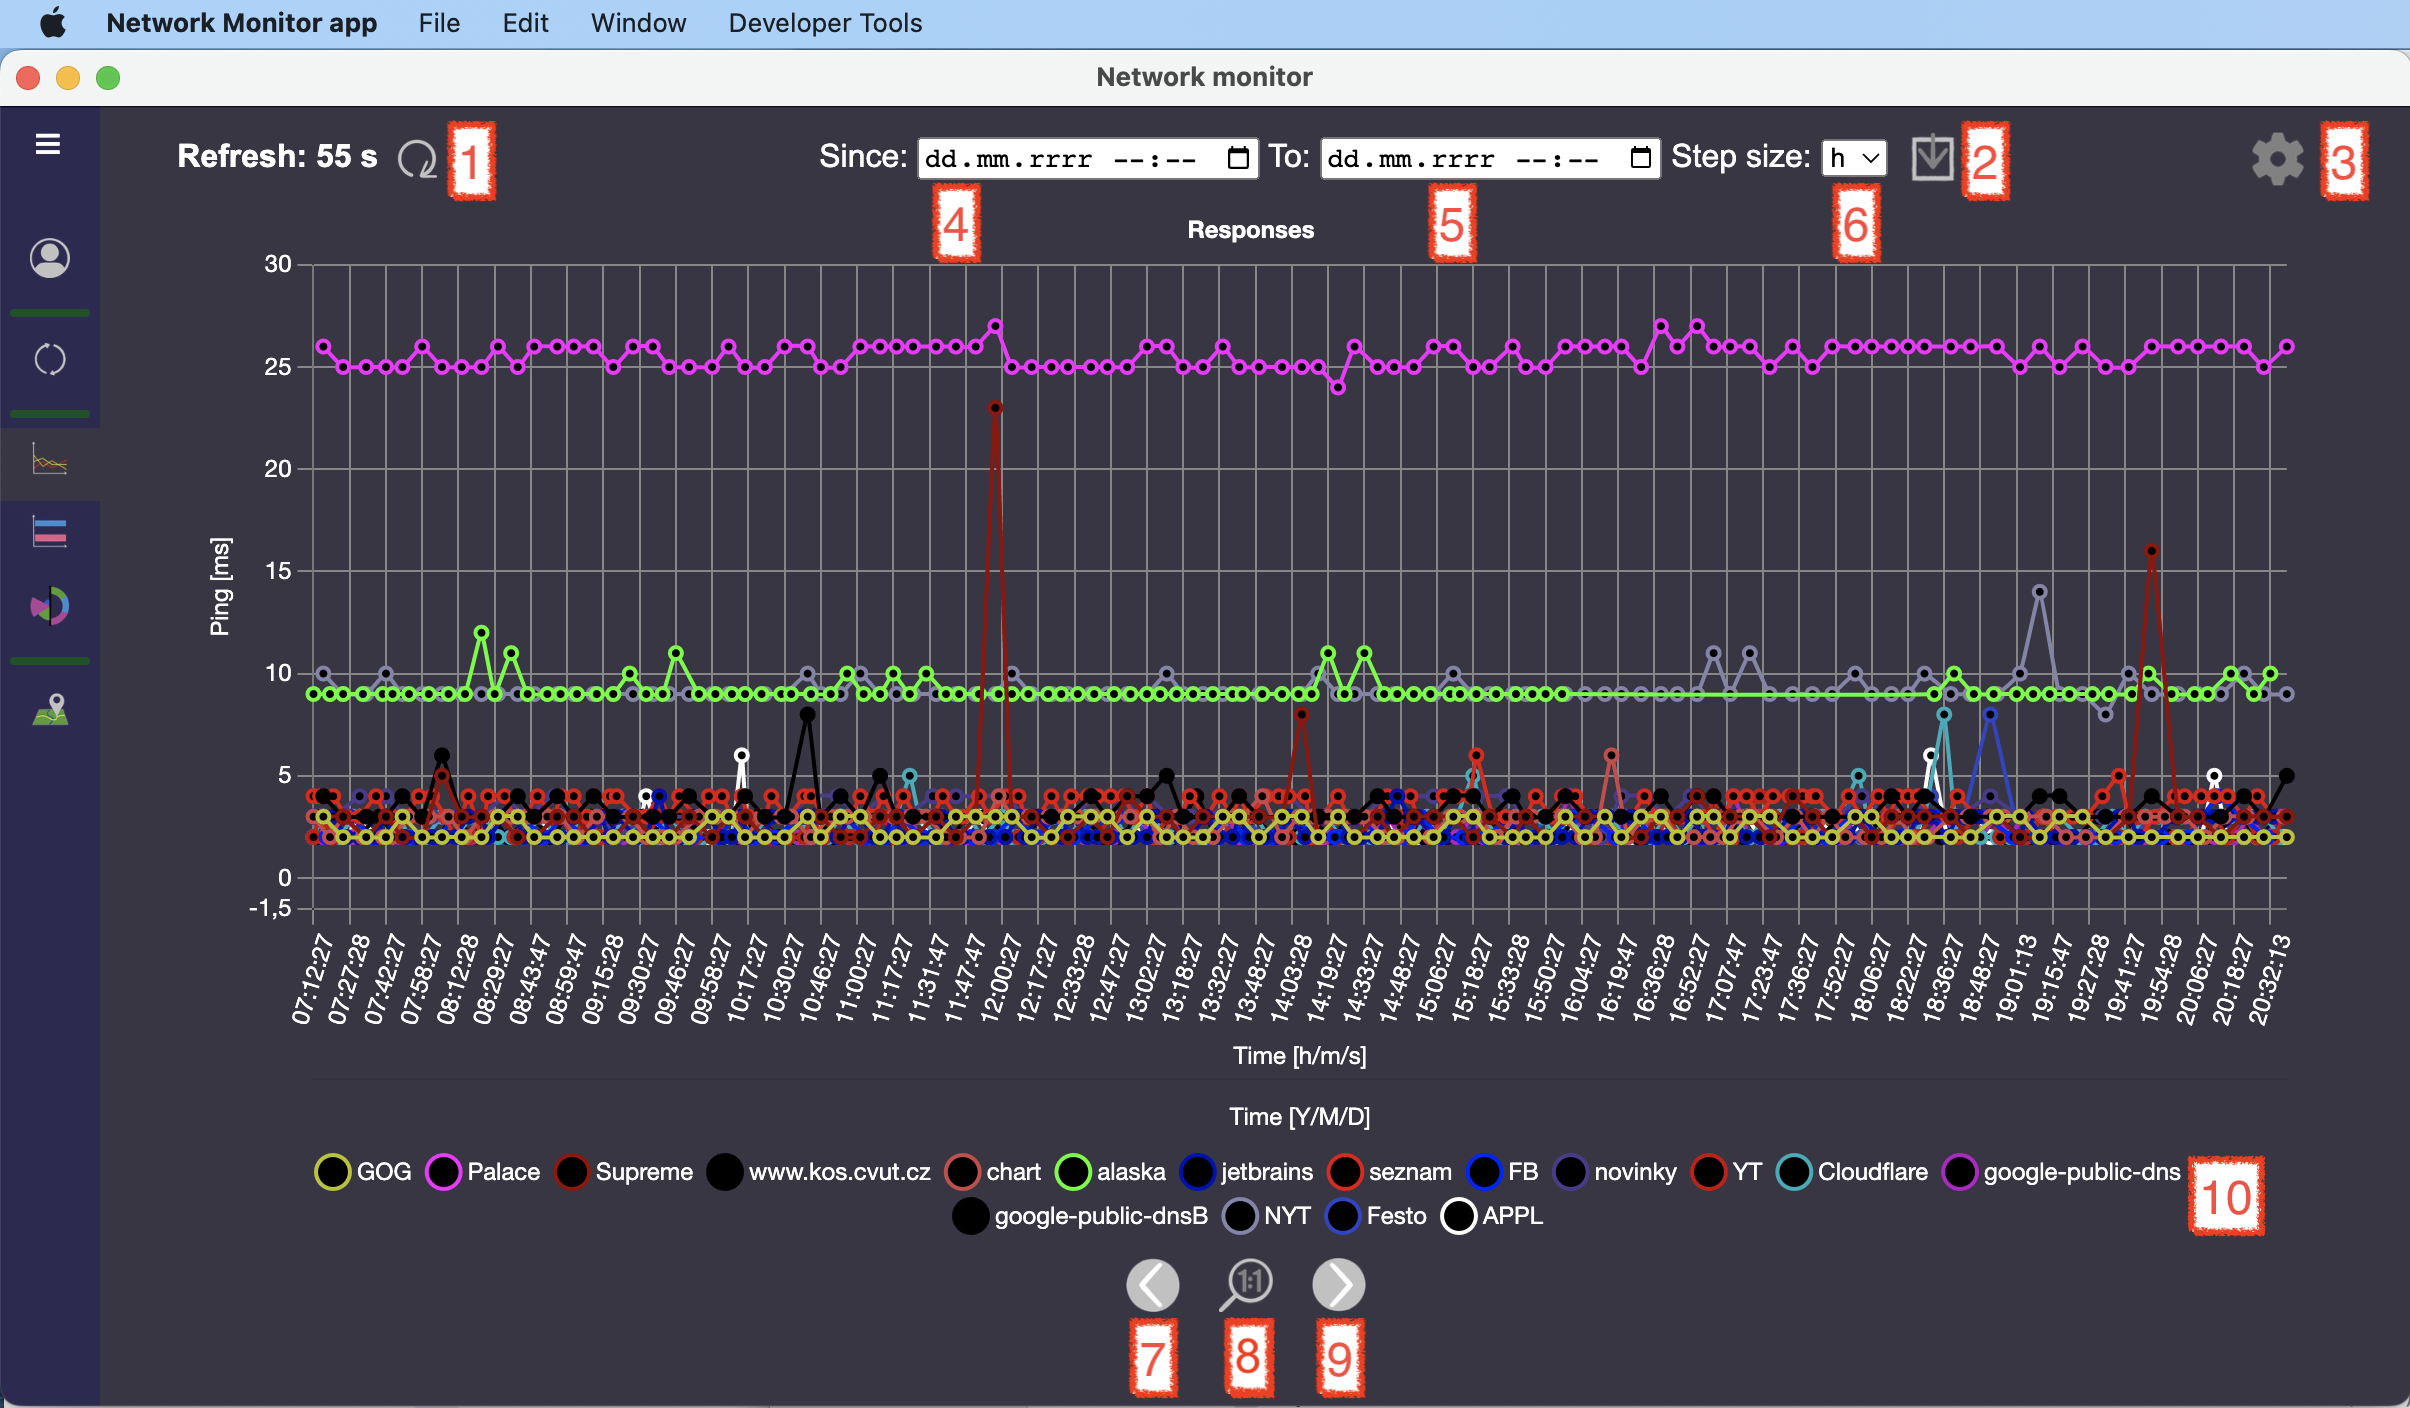 Network Monitor app File Edit Window Developer Tools
Network monitor
Refresh: 55 s 1 Since: dd.mm.rrrr --:-- To: dd.mm.rrrr --:-- Step size: h 2 3
4 5 6
Responses
30
25
20
15
10
5
0
-1,5
Ping [ms]
07:12:27 07:27:28 07:42:27 07:58:27 08:12:28 08:29:27 08:43:47 08:59:47 09:15:28 09:30:27 09:46:27 09:58:27 10:17:27 10:30:27 10:46:27 11:00:27 11:17:27 11:31:47 11:47:47 12:00:27 12:17:27 12:33:28 12:47:27 13:02:27 13:18:27 13:32:27 13:48:27 14:03:28 14:19:27 14:33:27 14:48:27 15:06:27 15:18:27 15:33:28 15:50:27 16:04:27 16:19:47 16:36:28 16:52:27 17:07:47 17:23:47 17:36:27 17:52:27 18:06:27 18:22:27 18:36:27 18:48:27 19:01:13 19:15:47 19:27:28 19:41:27 19:54:28 20:06:27 20:18:27 20:32:13
Time [h/m/s]
Time [Y/M/D]
GOG Palace Supreme www.kos.cvut.cz chart alaska jetbrains seznam FB novinky YT Cloudflare google-public-dns
google-public-dnsB NYT Festo APPL
10
1:1
7 8 9